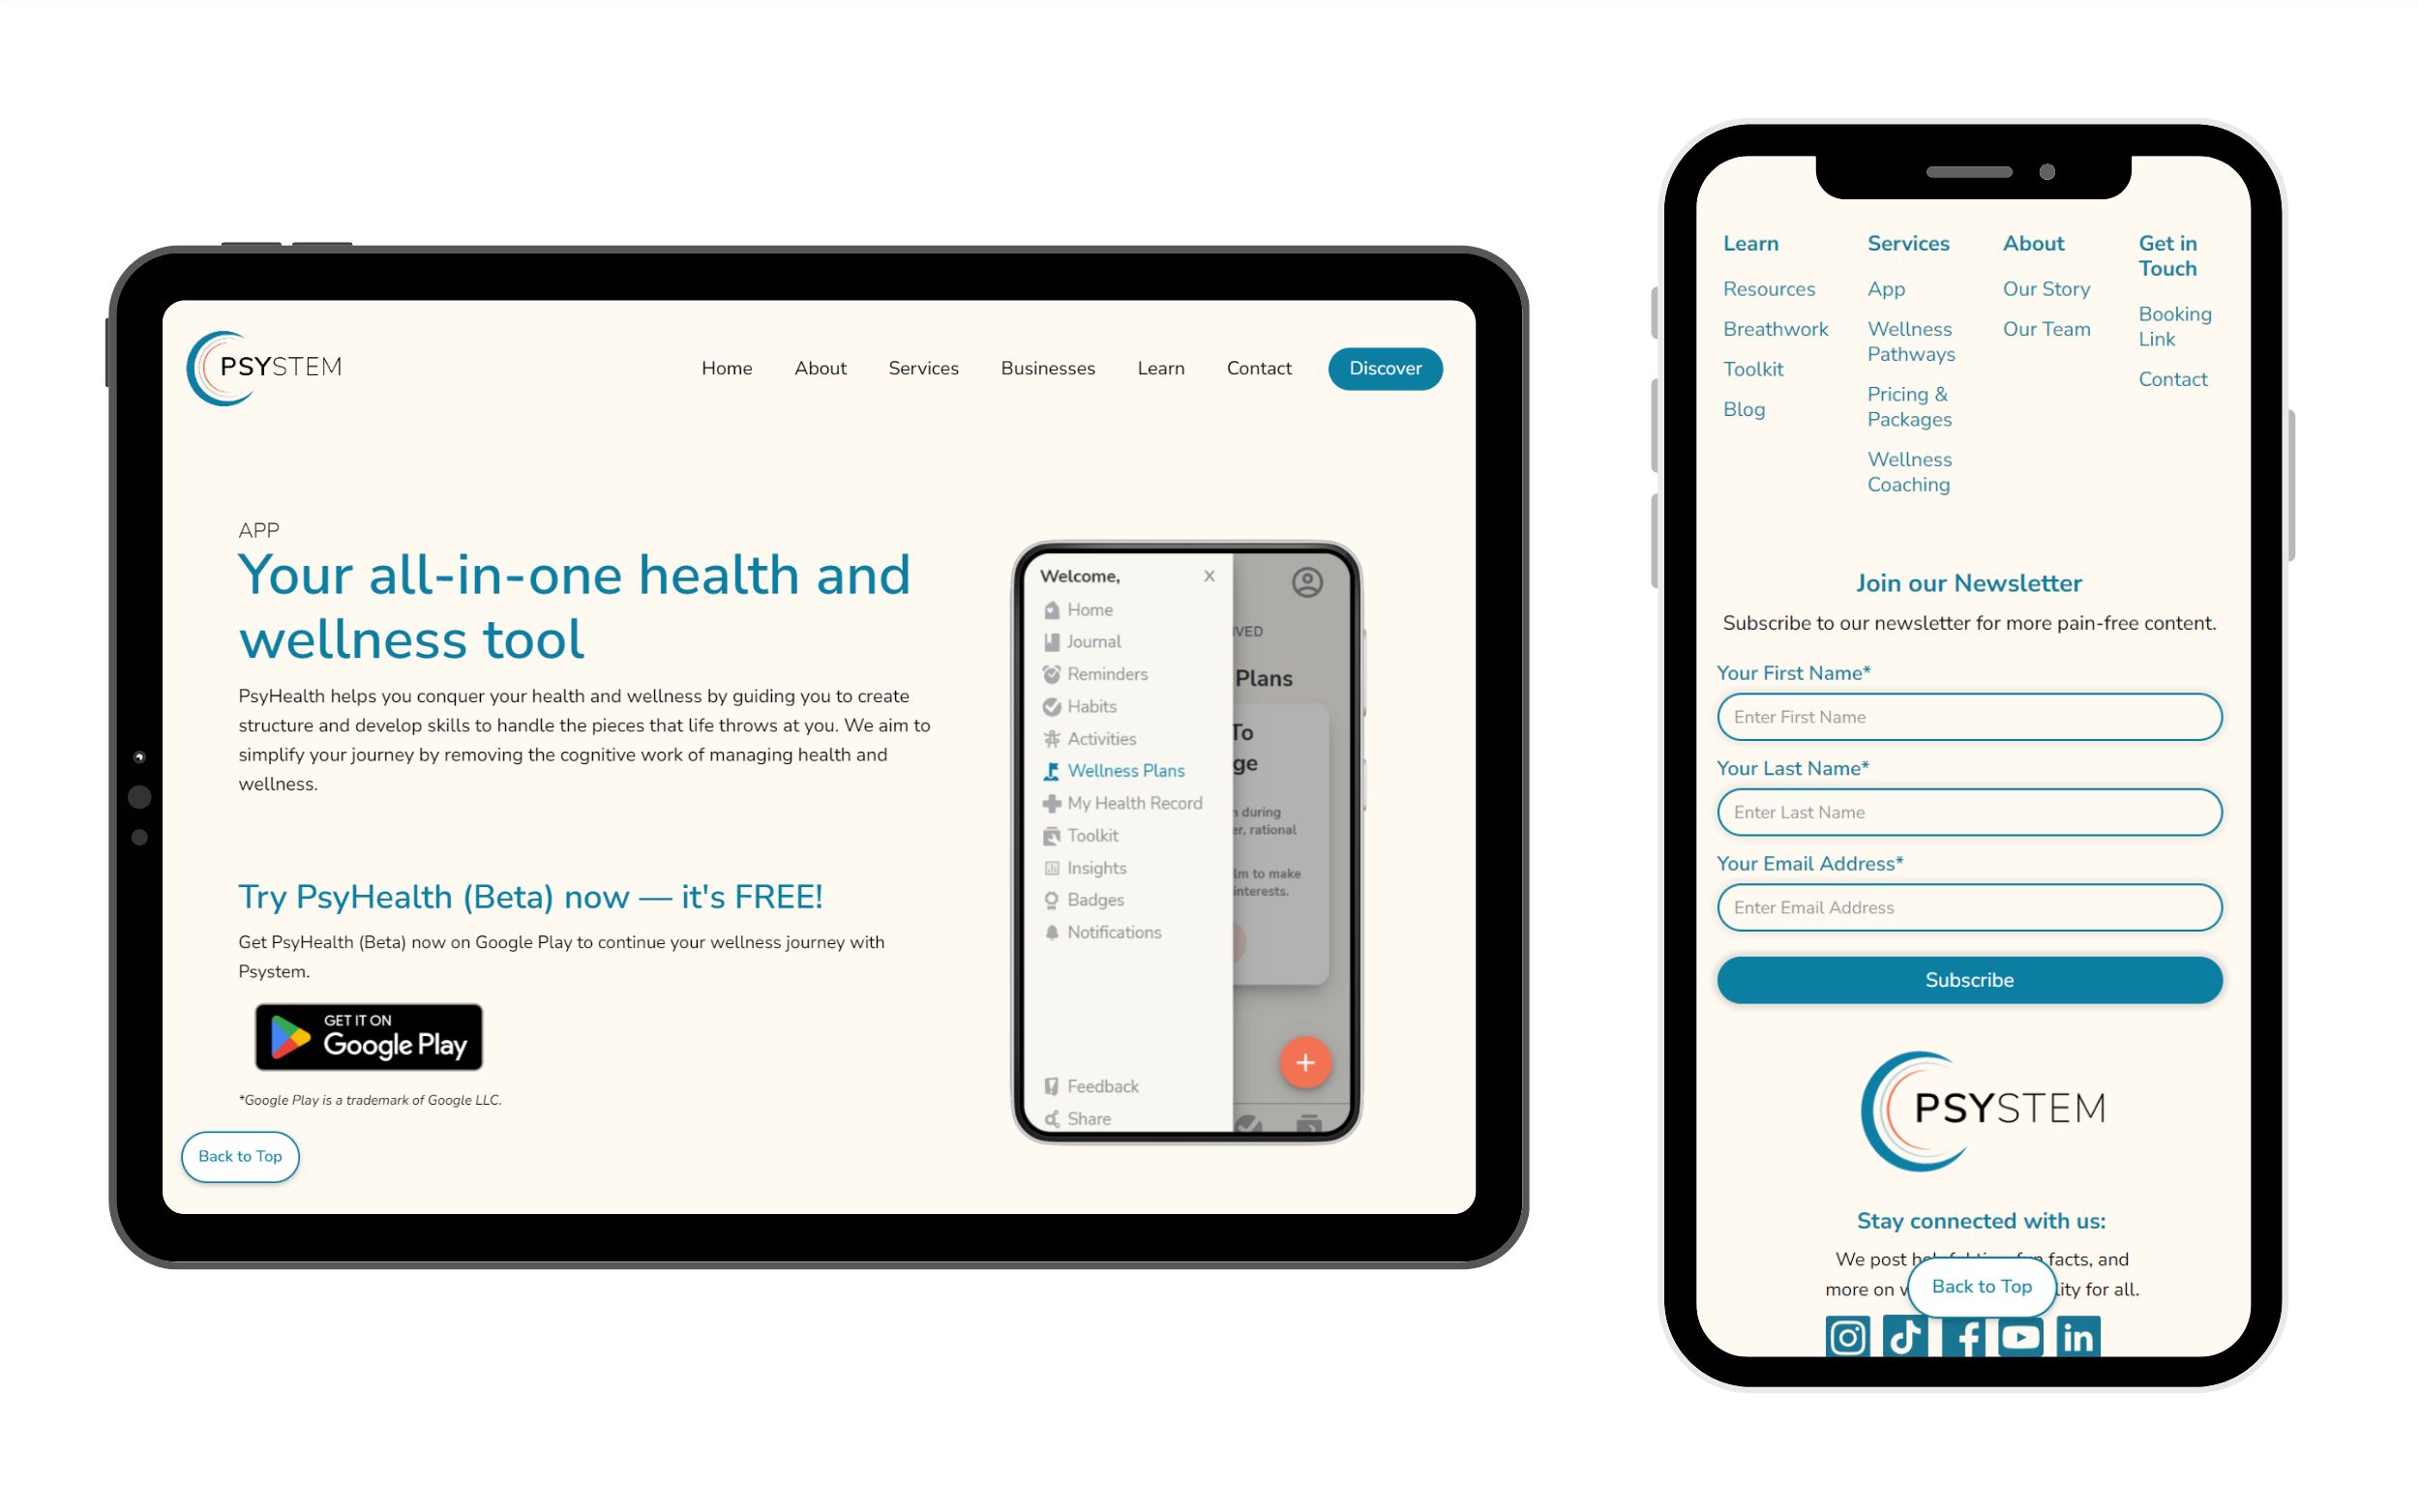 PSYSTEM
Home About Services Businesses Learn Contact Discover
APP
Your all-in-one health and
wellness tool
PsyHealth helps you conquer your health and wellness by guiding you to create
structure and develop skills to handle the pieces that life throws at you. We aim to
simplify your journey by removing the cognitive work of managing health and
wellness.
Try PsyHealth (Beta) now — it's FREE!
Get PsyHealth (Beta) now on Google Play to continue your wellness journey with
Psystem.
GET IT ON
Google Play
*Google Play is a trademark of Google LLC.
Back to Top
Welcome, X
Home
Journal
Reminders
Habits
Activities
Wellness Plans
My Health Record
Toolkit
Insights
Badges
Notifications
Feedback
Share
Plans
To
during
rational
to make
interests.
+
Learn
Resources
Breathwork
Toolkit
Blog
Services
App
Wellness
Pathways
Pricing &
Packages
Wellness
Coaching
About
Our Story
Our Team
Get in
Touch
Booking
Link
Contact
Join our Newsletter
Subscribe to our newsletter for more pain-free content.
Your First Name*
Enter First Name
Your Last Name*
Enter Last Name
Your Email Address*
Enter Email Address
Subscribe
PSYSTEM
Stay connected with us:
We post facts, and
more on for all.
Back to Top
in